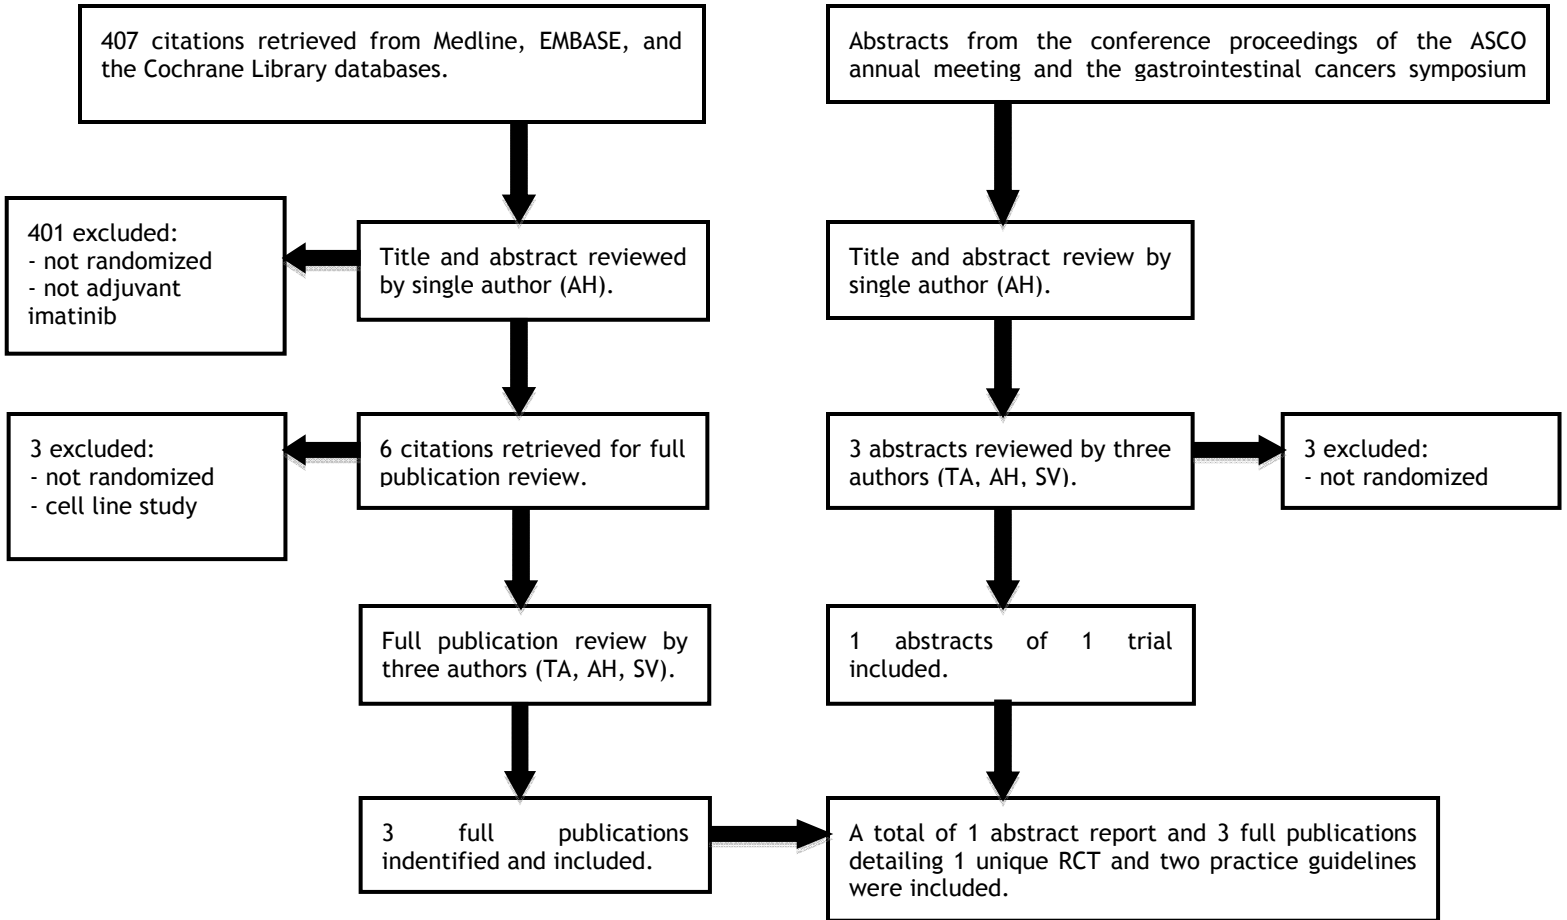 407 citations retrieved from Medline, EMBASE, and
the Cochrane Library databases.
Abstracts from the conference proceedings of the ASCO
annual meeting and the gastrointestinal cancers symposium
401 excluded:
- not randomized
- not adjuvant
imatinib
Title and abstract reviewed
by single author (AH).
Title and abstract review by
single author (AH).
3 excluded:
- not randomized
- cell line study
6 citations retrieved for full
publication review.
3 abstracts reviewed by three
authors (TA, AH, SV).
3 excluded:
- not randomized
Full publication review by
three authors (TA, AH, SV).
1 abstracts of 1 trial
included.
3 full publications
indentified and included.
A total of 1 abstract report and 3 full publications
detailing 1 unique RCT and two practice guidelines
were included.